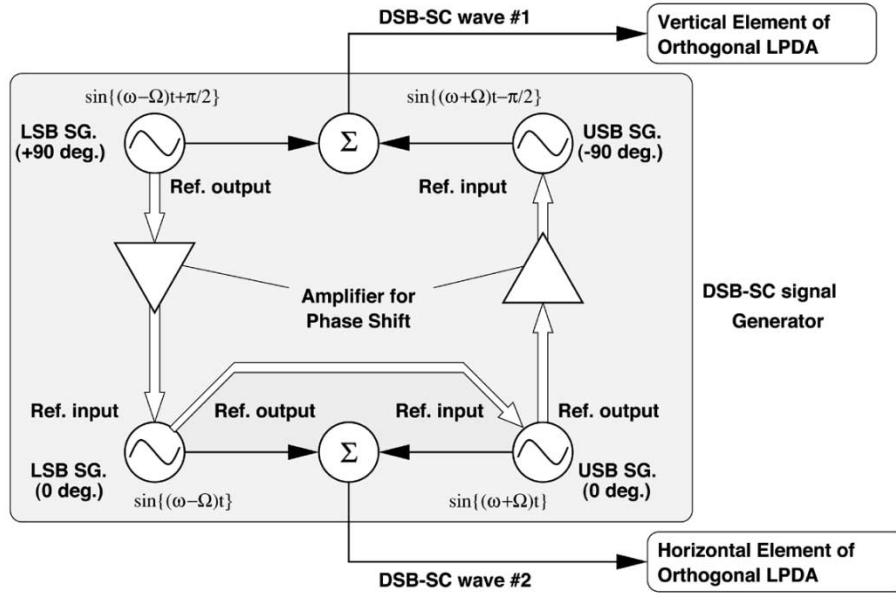 DSB-SC wave #1
Vertical Element of
Orthogonal LPDA
sin{(ω−Ω)t+π/2}
sin{(ω+Ω)t−π/2}
LSB SG.
(+90 deg.)
Σ
USB SG.
(-90 deg.)
Ref. output
Ref. input
Amplifier for
Phase Shift
DSB-SC signal
Generator
Ref. input
Ref. output
Ref. input
Ref. output
LSB SG.
(0 deg.)
Σ
USB SG.
(0 deg.)
sin{(ω−Ω)t}
sin{(ω+Ω)t}
DSB-SC wave #2
Horizontal Element of
Orthogonal LPDA